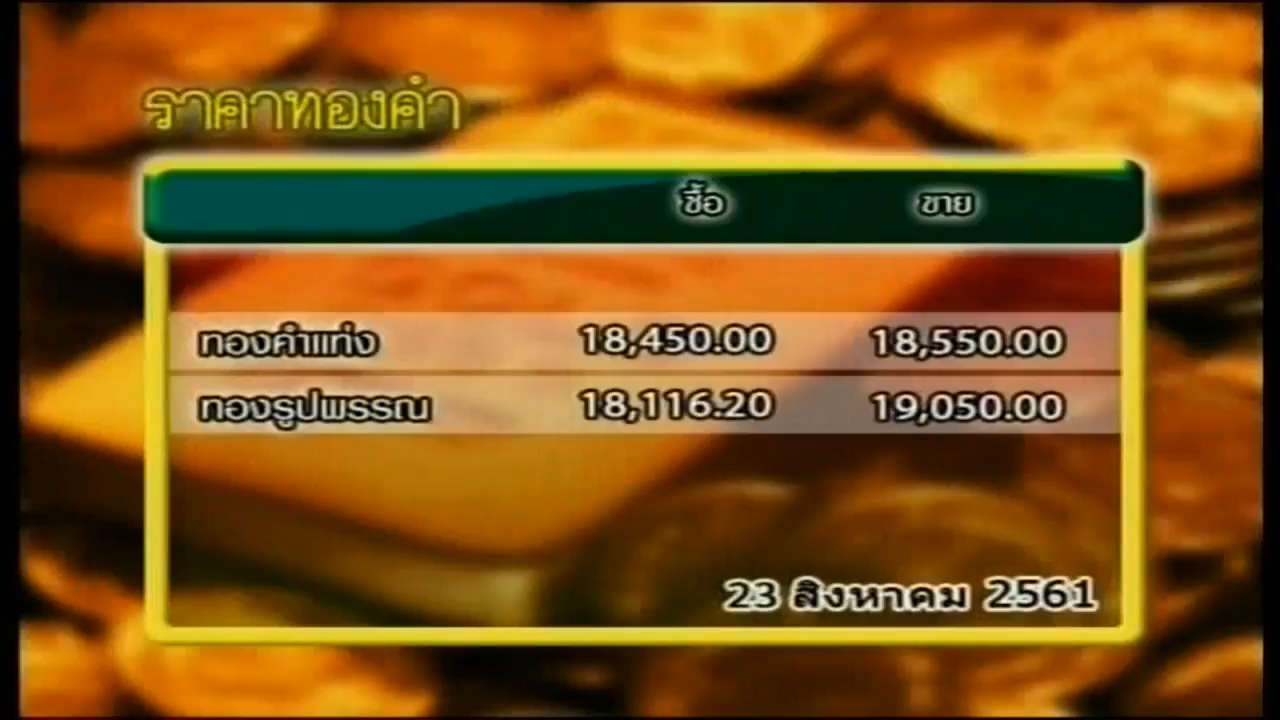 ราคาทองคำ
ซื้อ ขาย
ทองคำแท่ง 18,450.00 18,550.00
ทองรูปพรรณ 18,116.20 19,050.00
23 สิงหาคม 2561